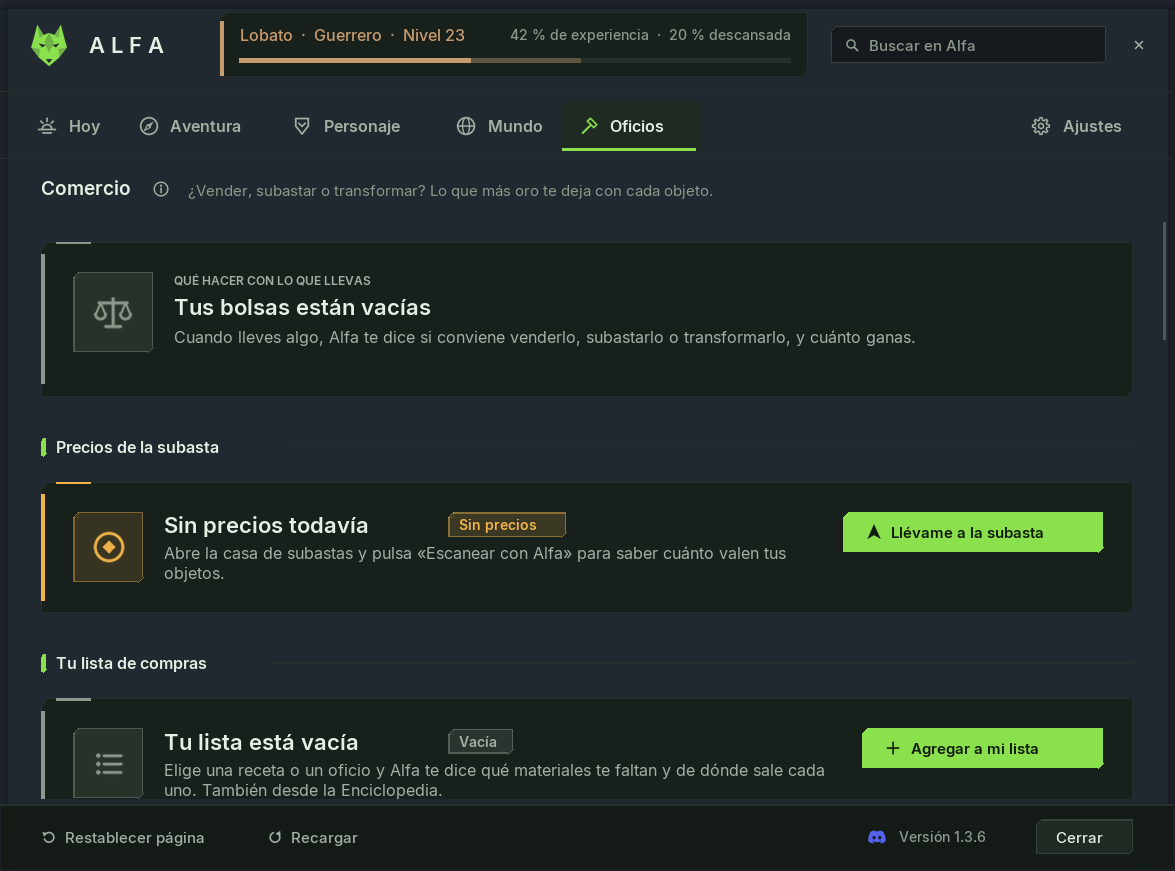 ALFA
Lobato · Guerrero · Nivel 23
42 % de experiencia · 20 % descansada
Buscar en Alfa
Hoy
Aventura
Personaje
Mundo
Oficios
Ajustes
Comercio
¿Vender, subastar o transformar? Lo que más oro te deja con cada objeto.
QUÉ HACER CON LO QUE LLEVAS
Tus bolsas están vacías
Cuando lleves algo, Alfa te dice si conviene venderlo, subastarlo o transformarlo, y cuánto ganas.
Precios de la subasta
Sin precios todavía
Sin precios
Abre la casa de subastas y pulsa «Escanear con Alfa» para saber cuánto valen tus
objetos.
Llévame a la subasta
Tu lista de compras
Tu lista está vacía
Vacía
Elige una receta o un oficio y Alfa te dice qué materiales te faltan y de dónde sale cada
uno. También desde la Enciclopedia.
Agregar a mi lista
Restablecer página
Recargar
Versión 1.3.6
Cerrar